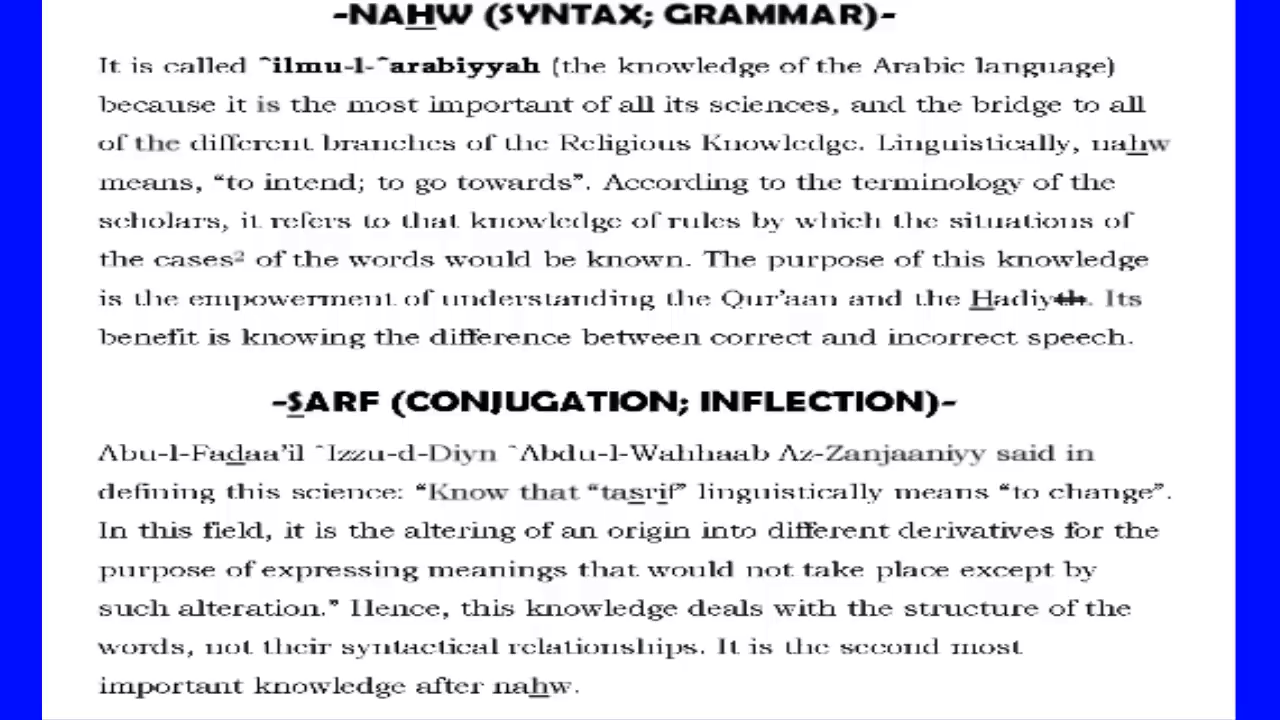 -NAHW (SYNTAX; GRAMMAR)-
It is called ^ilmu-l-^arabiyyah (the knowledge of the Arabic language)
because it is the most important of all its sciences, and the bridge to all
of the different branches of the Religious Knowledge. Linguistically, nahw
means, “to intend; to go towards”. According to the terminology of the
scholars, it refers to that knowledge of rules by which the situations of
the cases² of the words would be known. The purpose of this knowledge
is the empowerment of understanding the Qur’aan and the Hadiyth. Its
benefit is knowing the difference between correct and incorrect speech.
-SARF (CONJUGATION; INFLECTION)-
Abu-l-Fadaa’il ^Izzu-d-Diyn ^Abdu-l-Wahhaab Az-Zanjaaniyy said in
defining this science: “Know that “tasrif” linguistically means “to change”.
In this field, it is the altering of an origin into different derivatives for the
purpose of expressing meanings that would not take place except by
such alteration.” Hence, this knowledge deals with the structure of the
words, not their syntactical relationships. It is the second most
important knowledge after nahw.